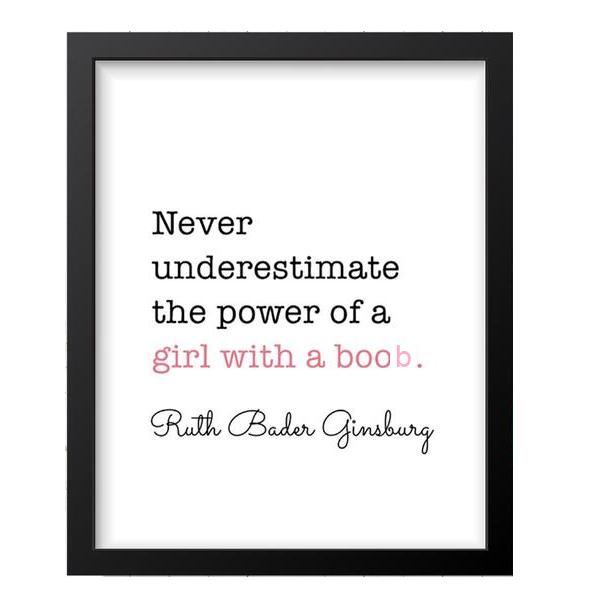 Never
underestimate
the power of a
girl with a boob.
Ruth Bader Ginsburg